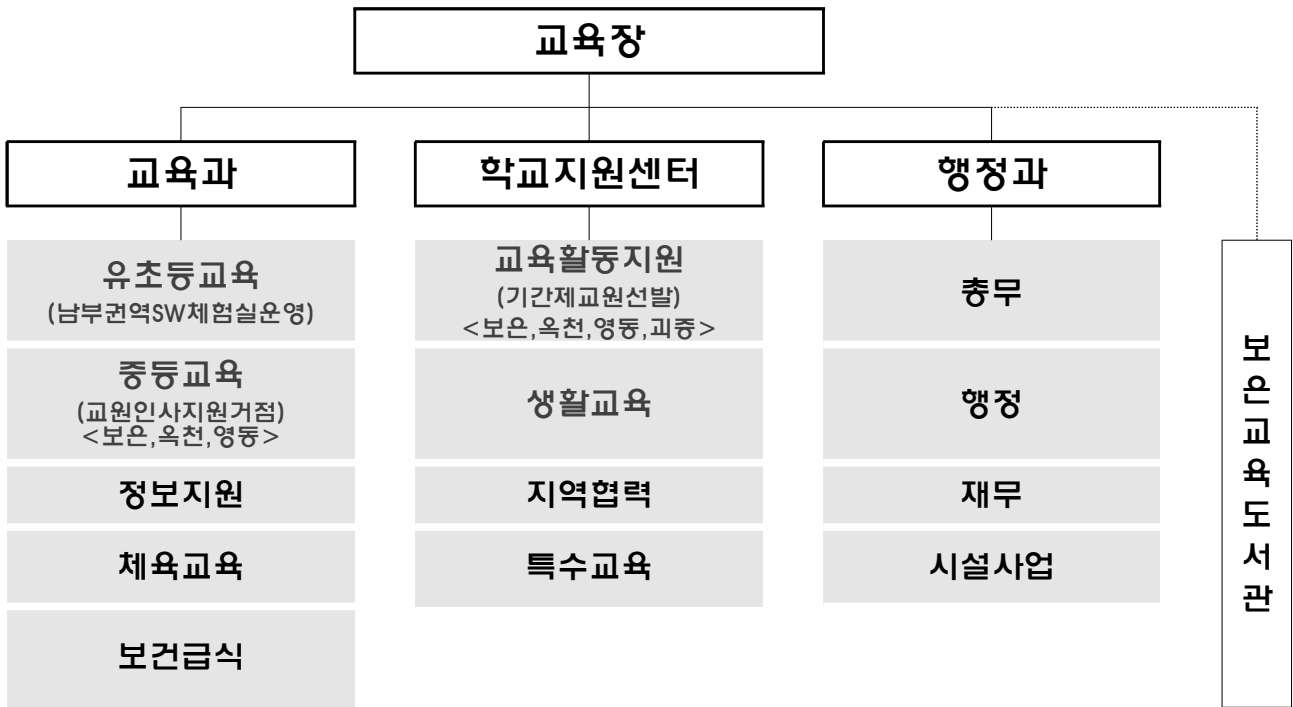 교육장
교육과
학교지원센터
행정과
유초등교육
(남부권역SW체험실운영)
중등교육
(교원인사지원거점)
<보은,옥천,영동>
정보지원
체육교육
보건급식
교육활동지원
(기간제교원선발)
<보은,옥천,영동,괴증>
생활교육
지역협력
특수교육
총무
행정
재무
시설사업
보은교육도서관